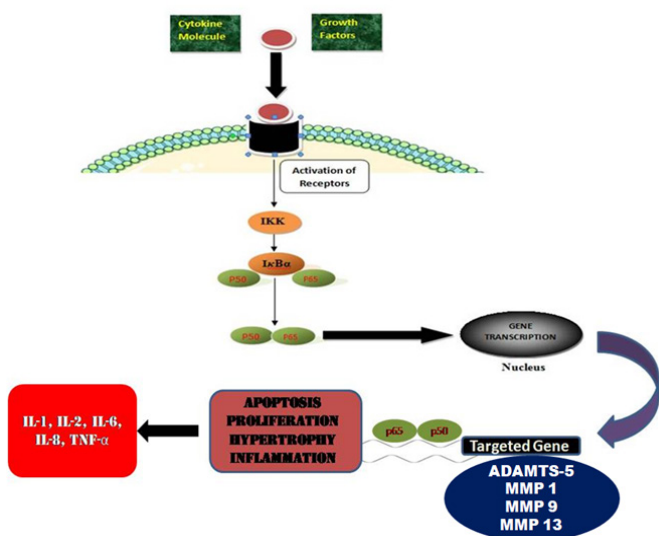 Cytokine
Molecule
Growth
Factors
Activation of
Receptors
IKK
IκBα
P50
P65
P50
P65
GENE
TRANSCRIPTION
Nucleus
IL-1, IL-2, IL-6,
IL-8, TNF-α
APOPTOSIS
PROLIFERATION
HYPERTROPHY
INFLAMMATION
p65
p50
Targeted Gene
ADAMTS-5
MMP 1
MMP 9
MMP 13